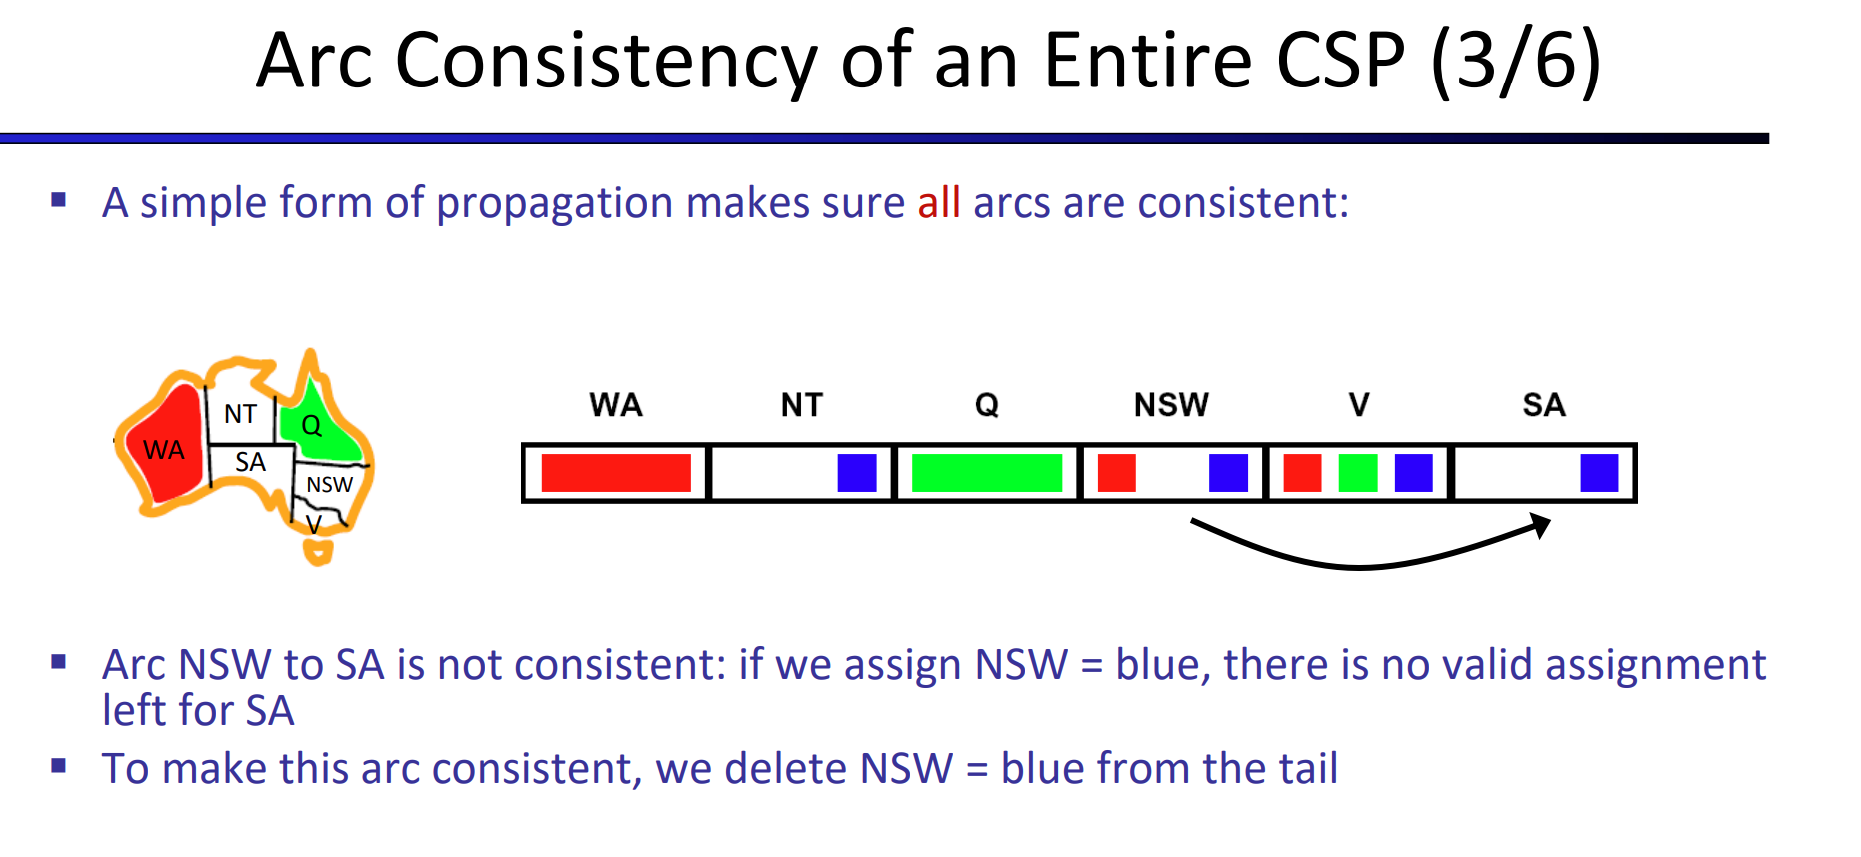 Arc Consistency of an Entire CSP (3/6)
▪ A simple form of propagation makes sure all arcs are consistent:
WA
NT
Q
SA
NSW
V
WA NT Q NSW V SA
▪ Arc NSW to SA is not consistent: if we assign NSW = blue, there is no valid assignment
left for SA
▪ To make this arc consistent, we delete NSW = blue from the tail